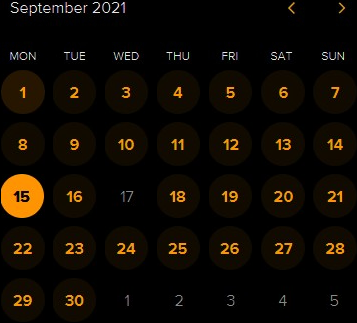 September 2021
MON TUE WED THU FRI SAT SUN
1 2 3 4 5 6 7
8 9 10 11 12 13 14
15 16 17 18 19 20 21
22 23 24 25 26 27 28
29 30 1 2 3 4 5